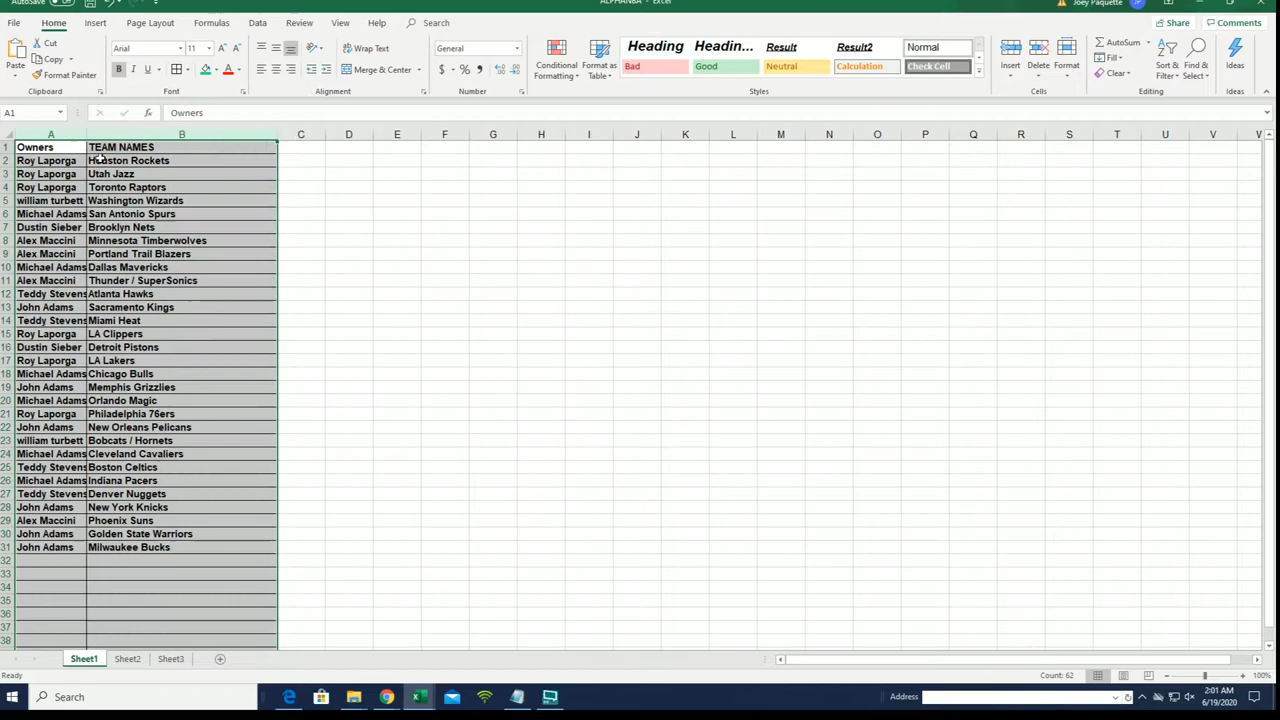 AutoSave Off ALPHANBA - Excel Joey Paquette JP
File Home Insert Page Layout Formulas Data Review View Help Search Share Comments
Paste Cut Copy Format Painter Clipboard
Arial 11 B I U Font
Wrap Text Merge & Center Alignment
General $ % Number
Conditional Formatting Format as Table
Heading Headin... Result Result2 Normal
Bad Good Neutral Calculation Check Cell
Styles
Insert Delete Format Cells
AutoSum Fill Clear Sort & Filter Find & Select Editing
Ideas Ideas
A1 fx Owners
A B C D E F G H I J K L M N O P Q R S T U V W
1 Owners TEAM NAMES
2 Roy Laporga Houston Rockets
3 Roy Laporga Utah Jazz
4 Roy Laporga Toronto Raptors
5 william turbett Washington Wizards
6 Michael Adams San Antonio Spurs
7 Dustin Sieber Brooklyn Nets
8 Alex Maccini Minnesota Timberwolves
9 Alex Maccini Portland Trail Blazers
10 Michael Adams Dallas Mavericks
11 Alex Maccini Thunder / SuperSonics
12 Teddy Stevens Atlanta Hawks
13 John Adams Sacramento Kings
14 Teddy Stevens Miami Heat
15 Roy Laporga LA Clippers
16 Dustin Sieber Detroit Pistons
17 Roy Laporga LA Lakers
18 Michael Adams Chicago Bulls
19 John Adams Memphis Grizzlies
20 Michael Adams Orlando Magic
21 Roy Laporga Philadelphia 76ers
22 John Adams New Orleans Pelicans
23 william turbett Bobcats / Hornets
24 Michael Adams Cleveland Cavaliers
25 Teddy Stevens Boston Celtics
26 Michael Adams Indiana Pacers
27 Teddy Stevens Denver Nuggets
28 John Adams New York Knicks
29 Alex Maccini Phoenix Suns
30 John Adams Golden State Warriors
31 John Adams Milwaukee Bucks
32
33
34
35
36
37
38
Sheet1 Sheet2 Sheet3
Ready Count: 62 100%
Search Address 2:01 AM
6/19/2020